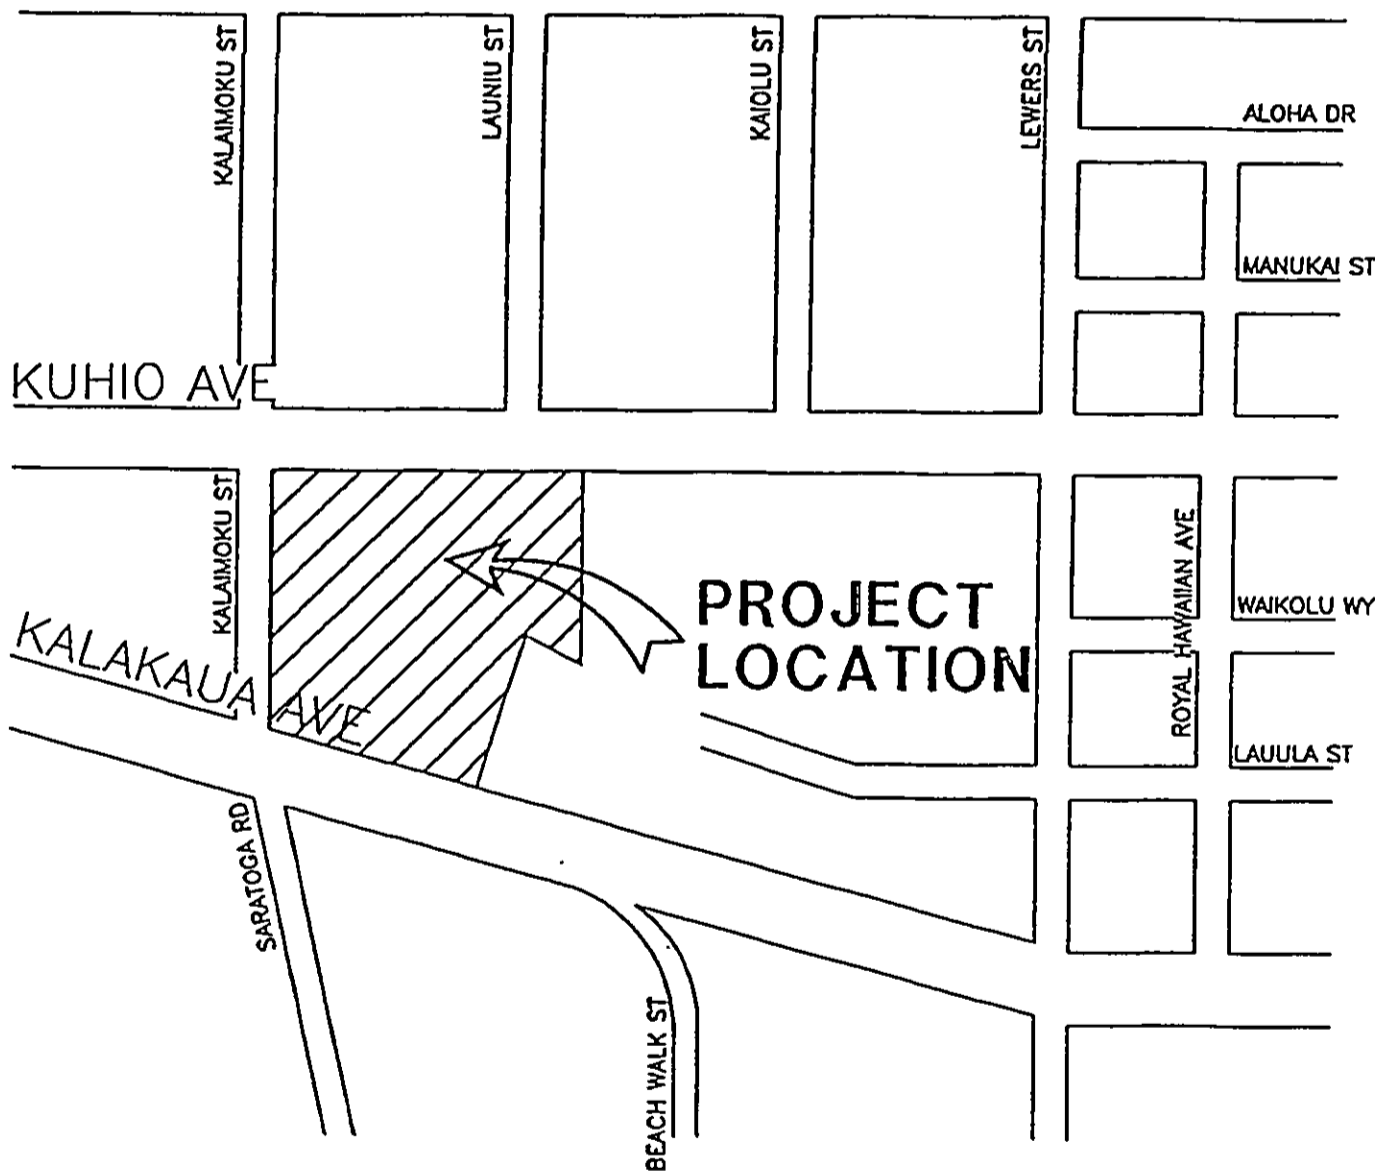 KALAIMOKU ST
LAUNIU ST
KAIOLU ST
LEWERS ST
ALOHA DR
MANUKAI ST
KUHIO AVE
KALAIMOKU ST
ROYAL HAWAIIAN AVE
PROJECT
LOCATION
WAIKOLU WY
KALAKAUA AVE
LAUULA ST
SARATOGA RD
BEACH WALK ST